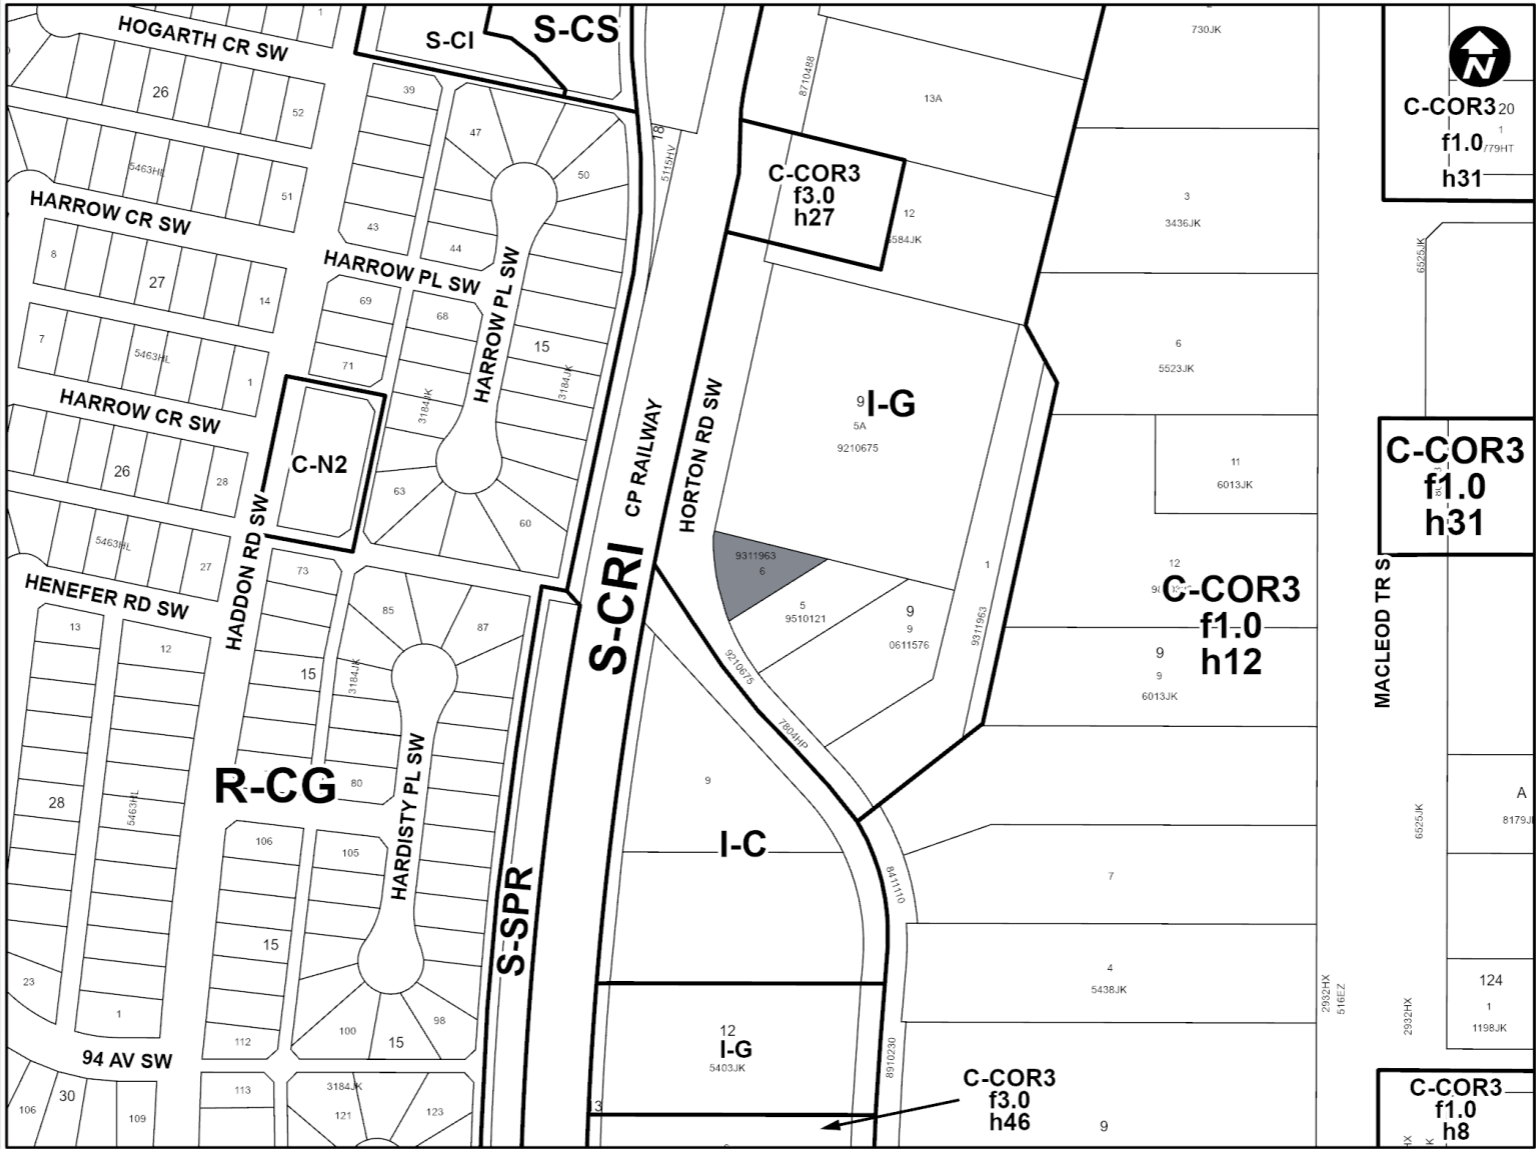 1
HOGARTH CR SW
S-CI
S-CS
730JK
N
26
52
39
47
18
8710488
13A
C-COR3
20
f1.0
1
779HT
h31
5463HL
51
50
5115HV
C-COR3
f3.0
h27
3
3436JK
HARROW CR SW
43
44
12
8
27
14
HARROW PL SW
HARROW PL SW
6525JK
69
68
7
5463HL
1
71
15
3184JK
3184JK
6
5523JK
HARROW CR SW
CP RAILWAY
HORTON RD SW
9
I-G
5A
9210675
C-N2
26
28
63
60
11
6013JK
C-COR3
f1.0
h31
5463HL
27
HADDON RD SW
73
9311963
6
1
12
HENEFER RD SW
S-CRI
C-COR3
f1.0
h12
MACLEOD TR S
13
12
85
87
5
9510121
9
9
0611576
9311963
15
3184JK
9210675
9
9
6013JK
7804HP
R-CG
80
HARDISTY PL SW
9
28
5463HL
A
6525JK
106
105
I-C
7
8411110
S-SPR
15
23
4
5438JK
2932HX
516EZ
2932HX
124
1
1198JK
1
98
100
15
112
12
I-G
5403JK
94 AV SW
8910230
113
3184JK
C-COR3
f3.0
h46
C-COR3
f1.0
h8
30
106
109
121
123
9